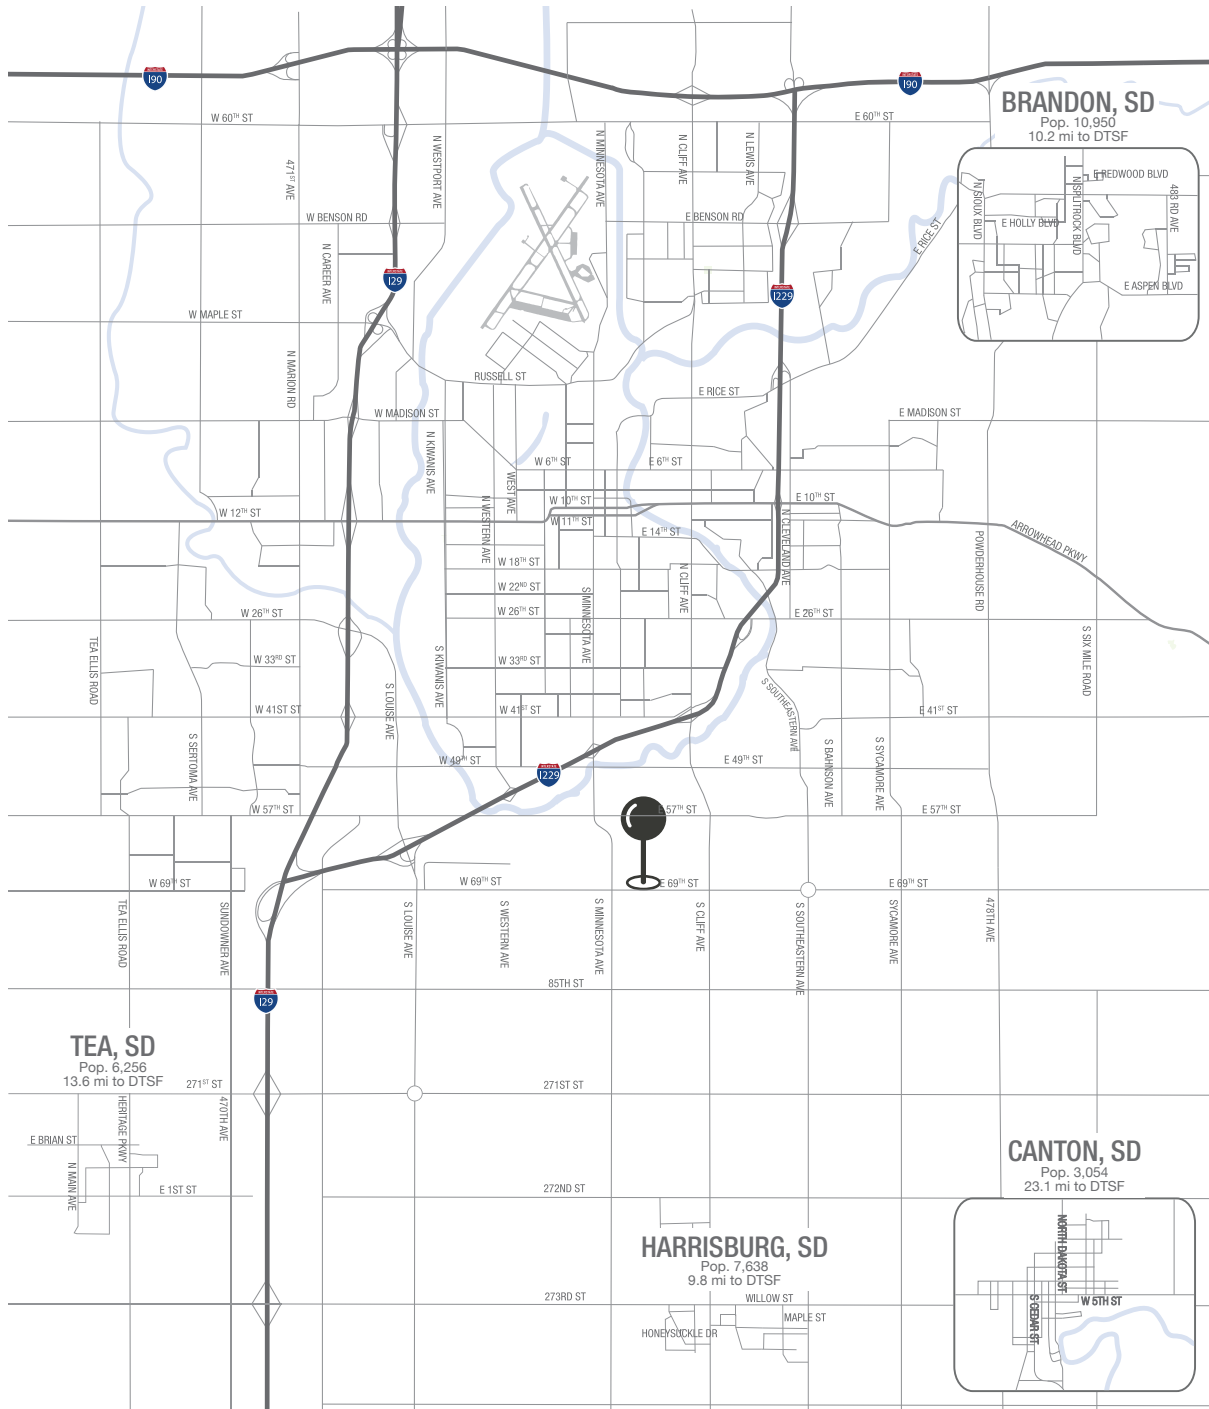 I90
I90
BRANDON, SD
Pop. 10,950
10.2 mi to DTSF
W 60TH ST
E 60TH ST
N WESTPORT AVE
N MINNESOTA AVE
N CLIFF AVE
N LEWIS AVE
471ST AVE
E REDWOOD BLVD
N SIOUX BLVD
N SPLITROCK BLVD
483 RD AVE
E HOLLY BLVD
E ASPEN BLVD
W BENSON RD
E BENSON RD
E RICE ST
N CAREER AVE
I29
I229
W MAPLE ST
N MARION RD
RUSSELL ST
E RICE ST
W MADISON ST
E MADISON ST
N KIWANIS AVE
W 6TH ST
E 6TH ST
WEST AVE
N WESTERN AVE
W 10TH ST
E 10TH ST
W 12TH ST
W 11TH ST
E 14TH ST
N CLEVELAND AVE
ARROWHEAD PKWY
POWDERHOUSE RD
W 18TH ST
N CLIFF AVE
W 22ND ST
S MINNESOTA AVE
W 26TH ST
W 26TH ST
E 26TH ST
TEA ELLIS ROAD
S SIX MILE ROAD
W 33RD ST
W 33RD ST
S KIWANIS AVE
S LOUISE AVE
S SOUTHEASTERN AVE
W 41ST ST
W 41ST ST
E 41ST ST
S SERTOMA AVE
S BAHNSON AVE
S SYCAMORE AVE
W 49TH ST
E 49TH ST
I229
W 57TH ST
E 57TH ST
E 57TH ST
W 69TH ST
W 69TH ST
E 69TH ST
E 69TH ST
TEA ELLIS ROAD
SUNDOWNER AVE
S LOUISE AVE
S WESTERN AVE
S MINNESOTA AVE
S CLIFF AVE
S SOUTHEASTERN AVE
SYCAMORE AVE
478TH AVE
85TH ST
I29
TEA, SD
Pop. 6,256
13.6 mi to DTSF
271ST ST
271ST ST
HERITAGE PKWY
470TH AVE
E BRIAN ST
N MAIN AVE
E 1ST ST
272ND ST
CANTON, SD
Pop. 3,054
23.1 mi to DTSF
NORTH DAKOTA ST
W 5TH ST
S CEDAR ST
HARRISBURG, SD
Pop. 7,638
9.8 mi to DTSF
273RD ST
WILLOW ST
MAPLE ST
HONEYSUCKLE DR